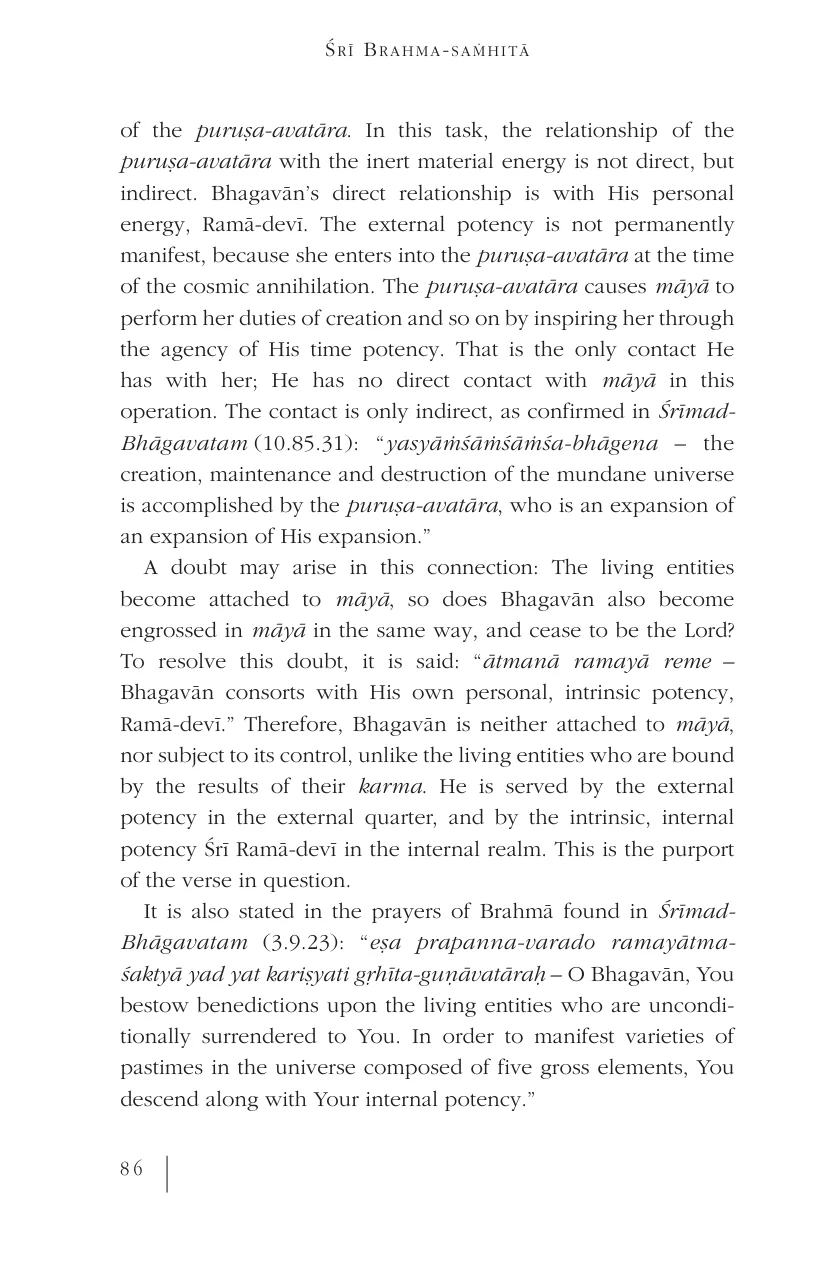 Śrī Brahma-saṁhitā
of the puruṣa-avatāra. In this task, the relationship of the
puruṣa-avatāra with the inert material energy is not direct, but
indirect. Bhagavān’s direct relationship is with His personal
energy, Ramā-devī. The external potency is not permanently
manifest, because she enters into the puruṣa-avatāra at the time
of the cosmic annihilation. The puruṣa-avatāra causes māyā to
perform her duties of creation and so on by inspiring her through
the agency of His time potency. That is the only contact He
has with her; He has no direct contact with māyā in this
operation. The contact is only indirect, as confirmed in Śrīmad-
Bhāgavatam (10.85.31): “yasyāṁśāṁśāṁśa-bhāgena – the
creation, maintenance and destruction of the mundane universe
is accomplished by the puruṣa-avatāra, who is an expansion of
an expansion of His expansion.”
A doubt may arise in this connection: The living entities
become attached to māyā, so does Bhagavān also become
engrossed in māyā in the same way, and cease to be the Lord?
To resolve this doubt, it is said: “ātmanā ramayā reme –
Bhagavān consorts with His own personal, intrinsic potency,
Ramā-devī.” Therefore, Bhagavān is neither attached to māyā,
nor subject to its control, unlike the living entities who are bound
by the results of their karma. He is served by the external
potency in the external quarter, and by the intrinsic, internal
potency Śrī Ramā-devī in the internal realm. This is the purport
of the verse in question.
It is also stated in the prayers of Brahmā found in Śrīmad-
Bhāgavatam (3.9.23): “eṣa prapanna-varado ramayātma-
śaktyā yad yat kariṣyati gṛhīta-guṇāvatāraḥ – O Bhagavān, You
bestow benedictions upon the living entities who are uncondi-
tionally surrendered to You. In order to manifest varieties of
pastimes in the universe composed of five gross elements, You
descend along with Your internal potency.”
86